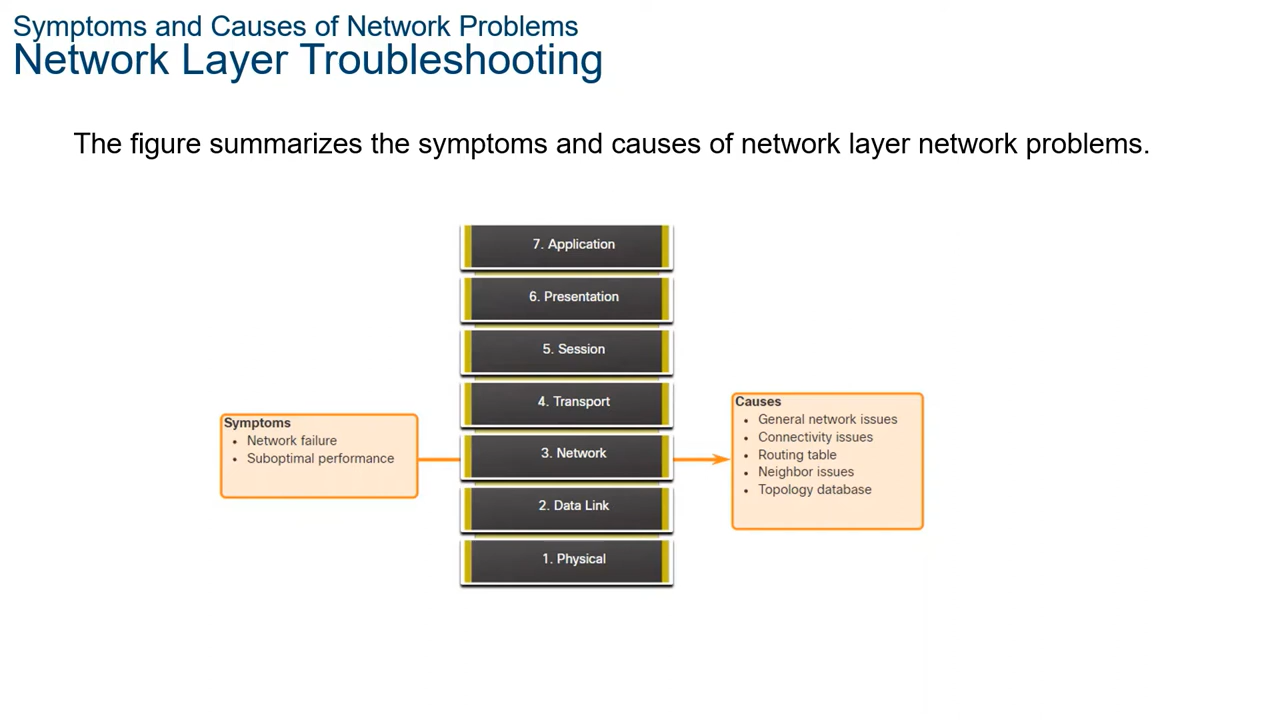 Symptoms and Causes of Network Problems
Network Layer Troubleshooting
The figure summarizes the symptoms and causes of network layer network problems.
7. Application
6. Presentation
5. Session
4. Transport
3. Network
2. Data Link
1. Physical
Symptoms
• Network failure
• Suboptimal performance
Causes
• General network issues
• Connectivity issues
• Routing table
• Neighbor issues
• Topology database